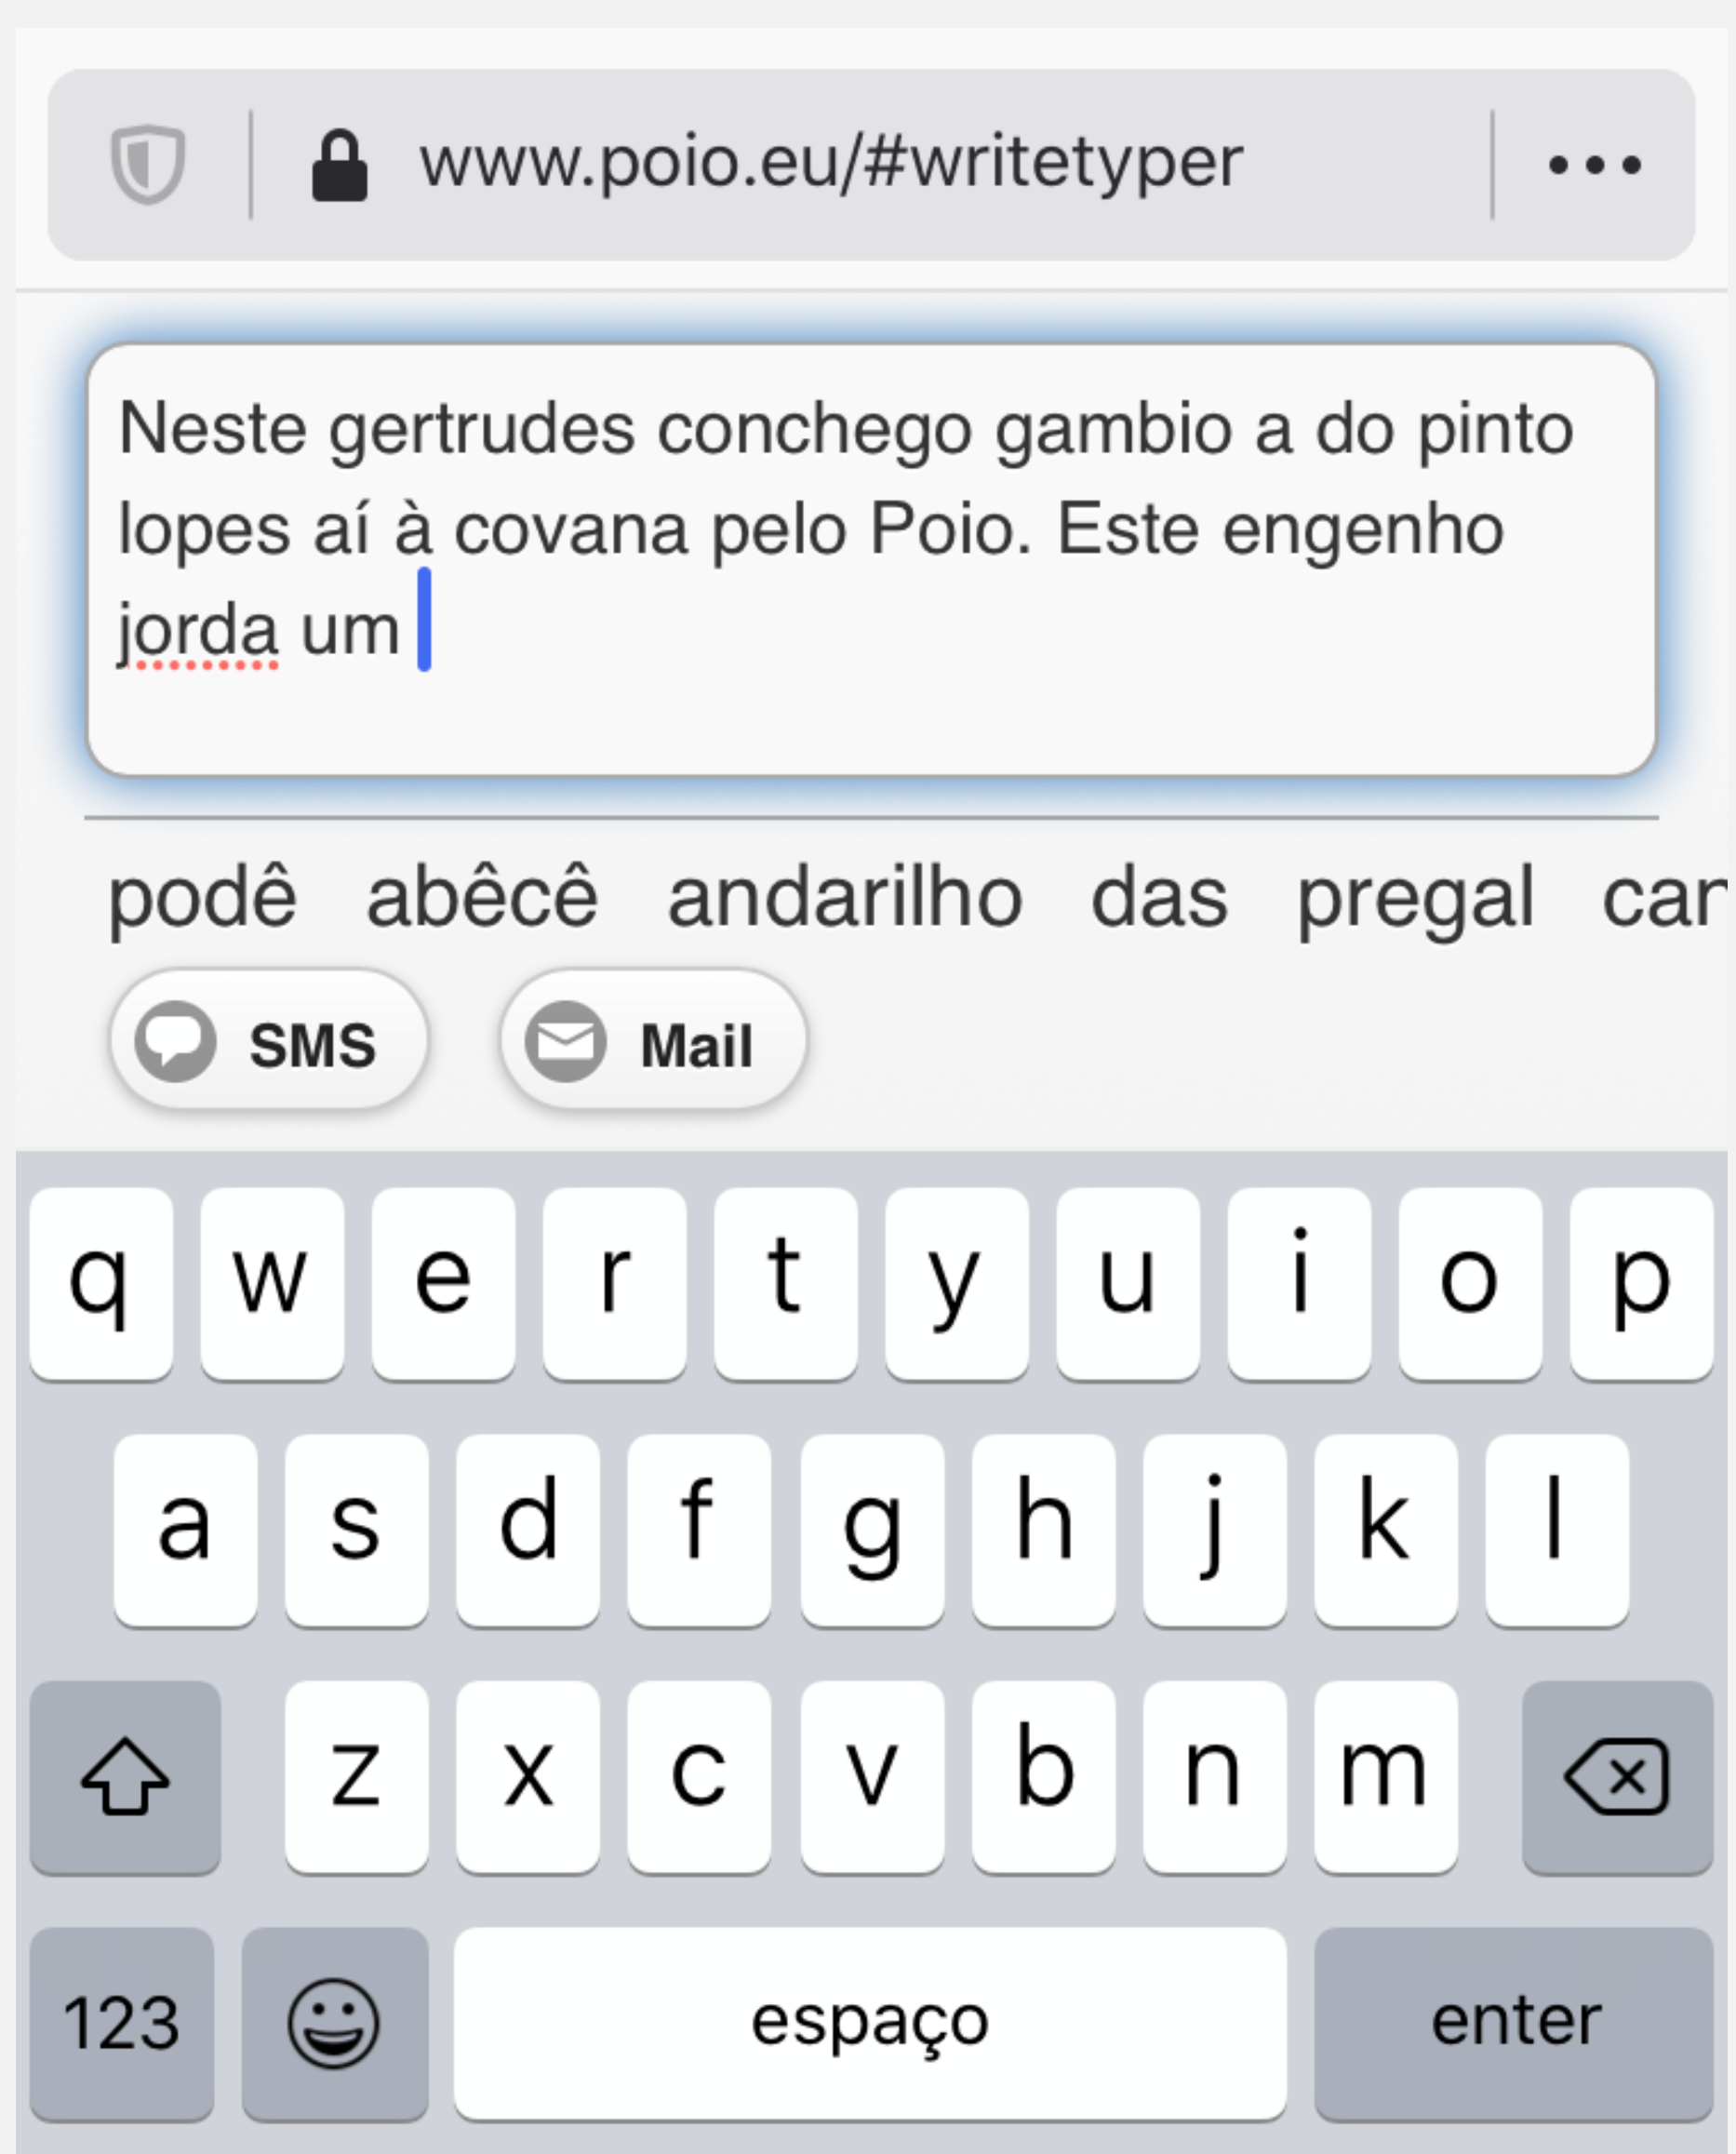 www.poio.eu/#writetyper
Neste gertrudes conchego gambio a do pinto
lopes aí à covana pelo Poio. Este engenho
jorda um
podê abêcê andarilho das pregal
SMS Mail
q w e r t y u i o p
a s d f g h j k l
z x c v b n m
123 espaço enter